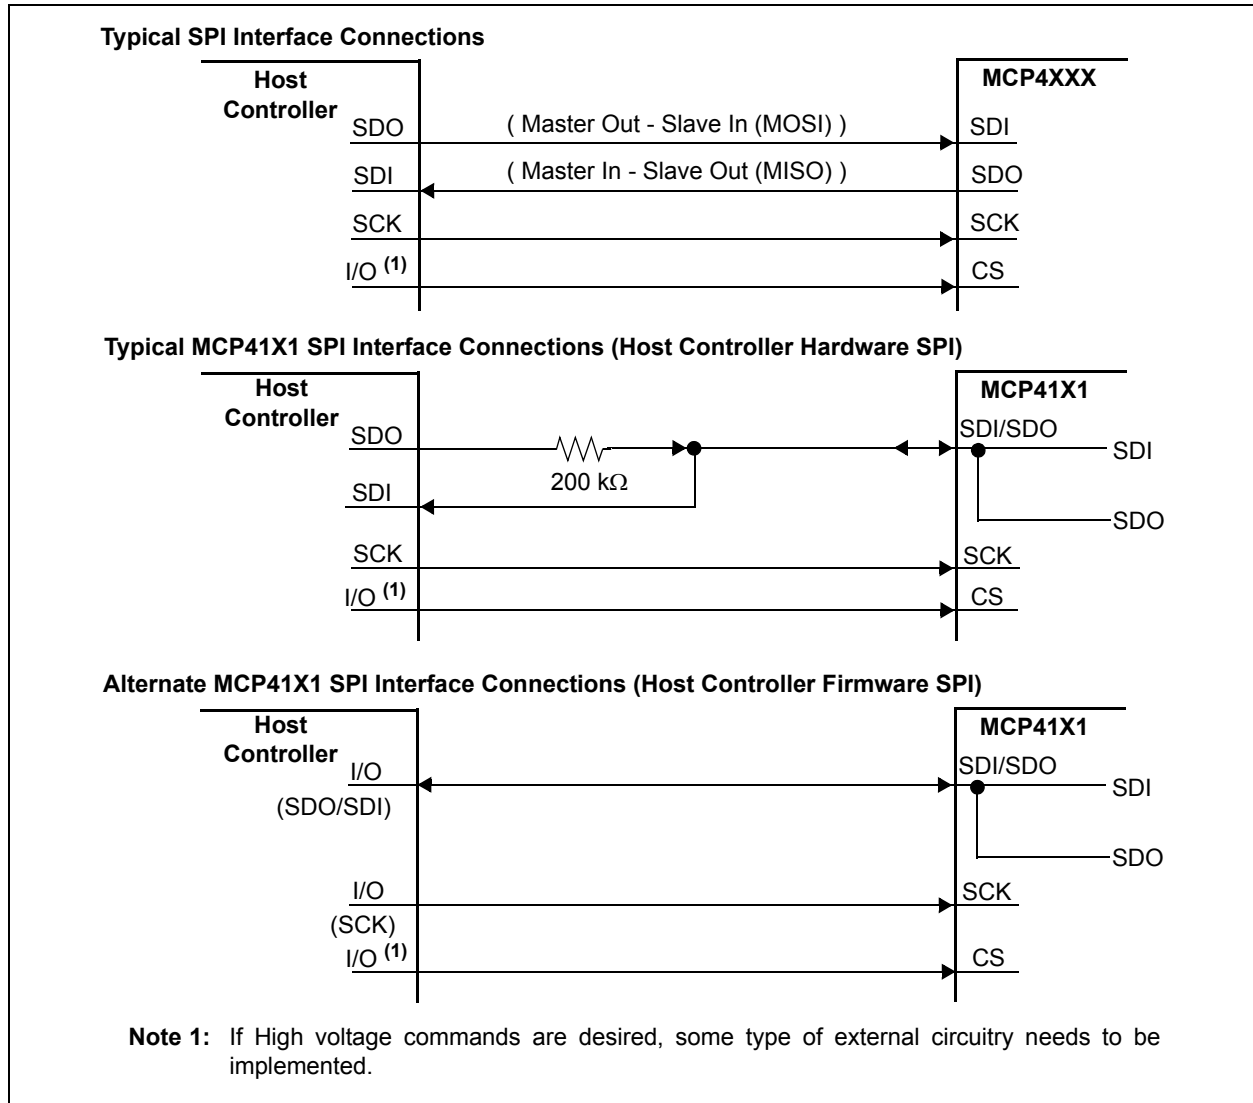 Typical SPI Interface Connections
Host
Controller
MCP4XXX
SDO
( Master Out - Slave In (MOSI) )
SDI
SDI
( Master In - Slave Out (MISO) )
SDO
SCK
SCK
I/O (1)
CS
Typical MCP41X1 SPI Interface Connections (Host Controller Hardware SPI)
Host
Controller
MCP41X1
SDO
SDI/SDO
SDI
200 kΩ
SDI
SDO
SCK
SCK
I/O (1)
CS
Alternate MCP41X1 SPI Interface Connections (Host Controller Firmware SPI)
Host
Controller
MCP41X1
I/O
(SDO/SDI)
SDI/SDO
SDI
SDO
I/O
(SCK)
SCK
I/O (1)
CS
Note 1: If High voltage commands are desired, some type of external circuitry needs to be
implemented.